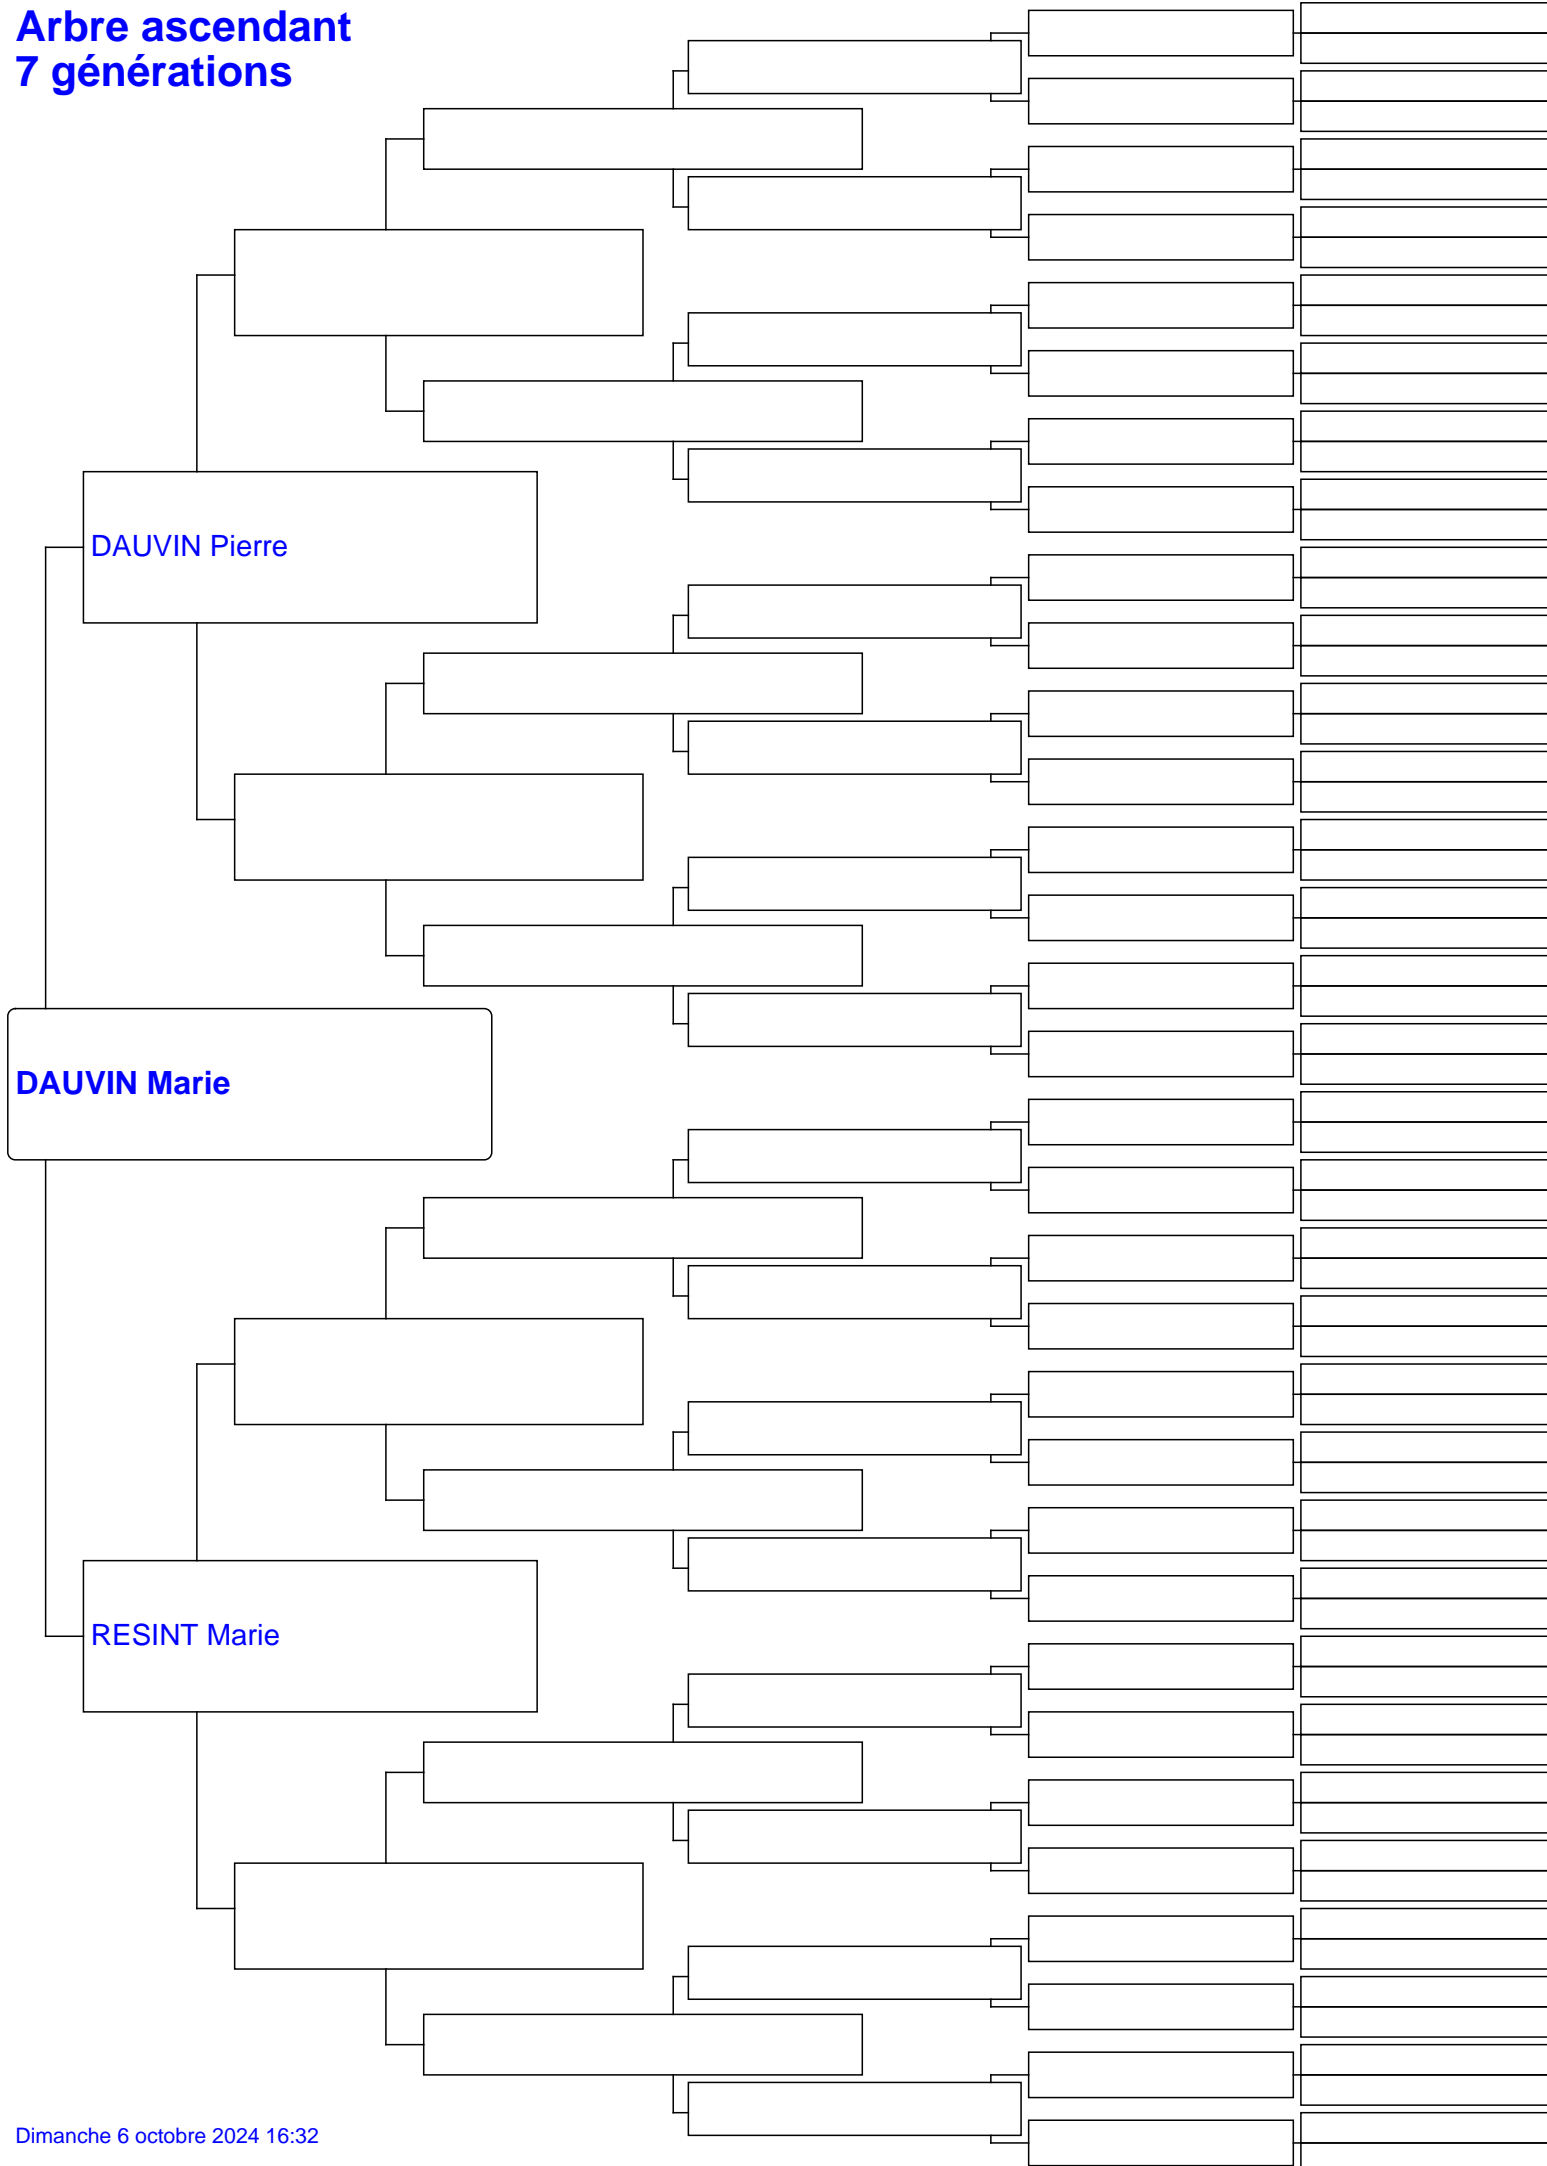 Arbre ascendant
7 générations
DAUVIN Pierre
DAUVIN Marie
RESINT Marie
Dimanche 6 octobre 2024 16:32